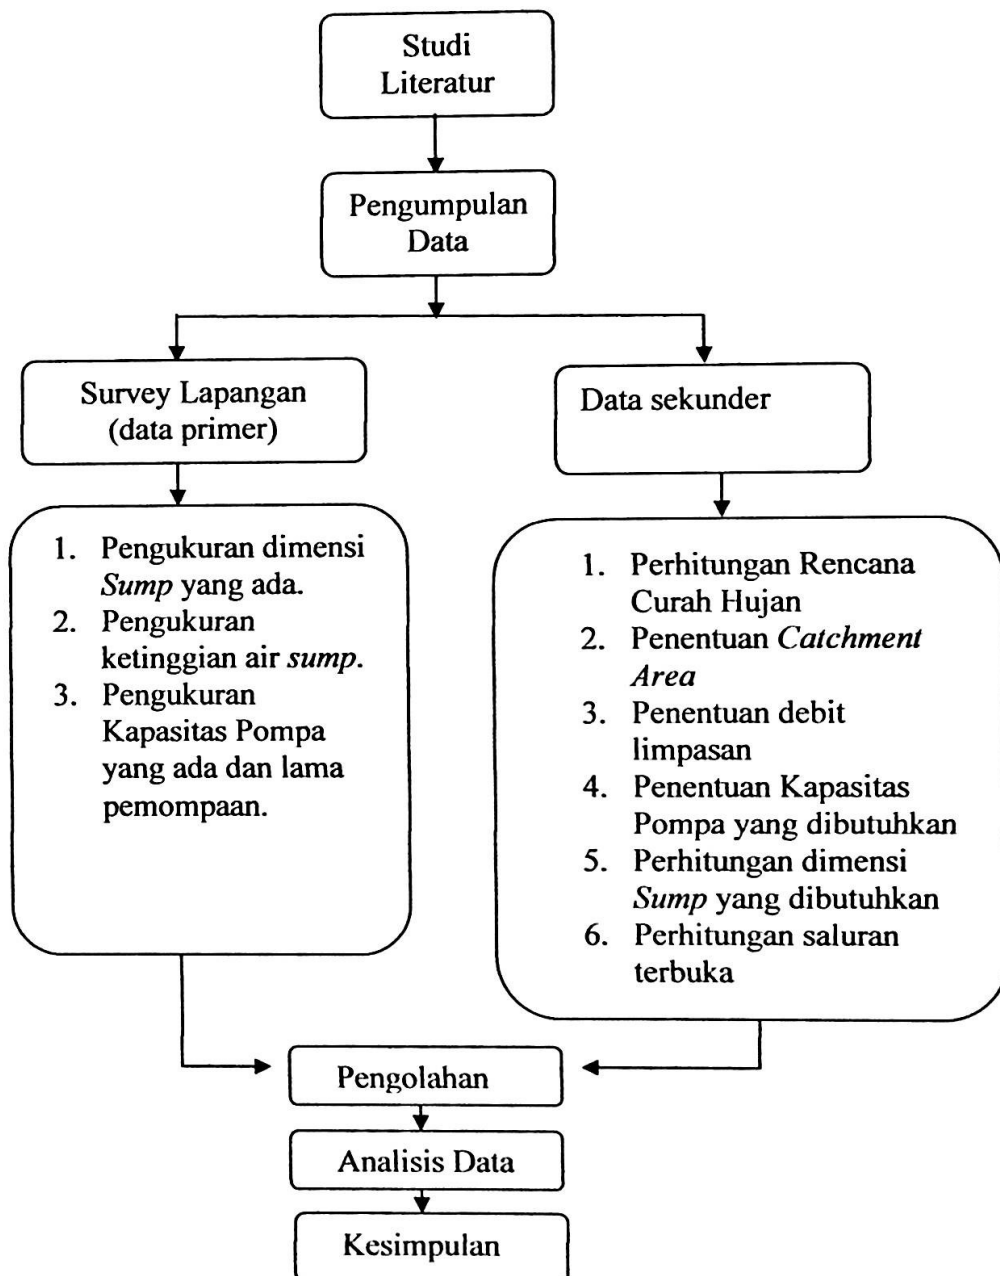 Studi
Literatur
Pengumpulan
Data
Survey Lapangan
(data primer)
Data sekunder
1. Pengukuran dimensi
Sump yang ada.
2. Pengukuran
ketinggian air sump.
3. Pengukuran
Kapasitas Pompa
yang ada dan lama
pemompaan.
1. Perhitungan Rencana
Curah Hujan
2. Penentuan Catchment
Area
3. Penentuan debit
limpasan
4. Penentuan Kapasitas
Pompa yang dibutuhkan
5. Perhitungan dimensi
Sump yang dibutuhkan
6. Perhitungan saluran
terbuka
Pengolahan
Analisis Data
Kesimpulan